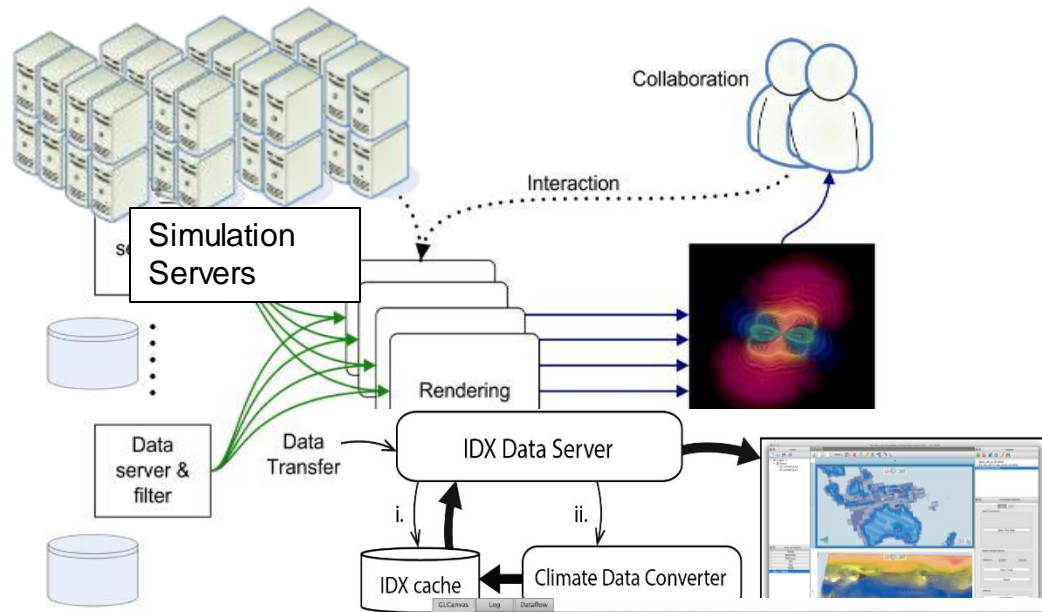 Collaboration
Interaction
se
Simulation
Servers
Rendering
Data
server &
filter
Data
Transfer
IDX Data Server
i.
ii.
IDX cache
Climate Data Converter
GLCanvas
Log
Dataflow